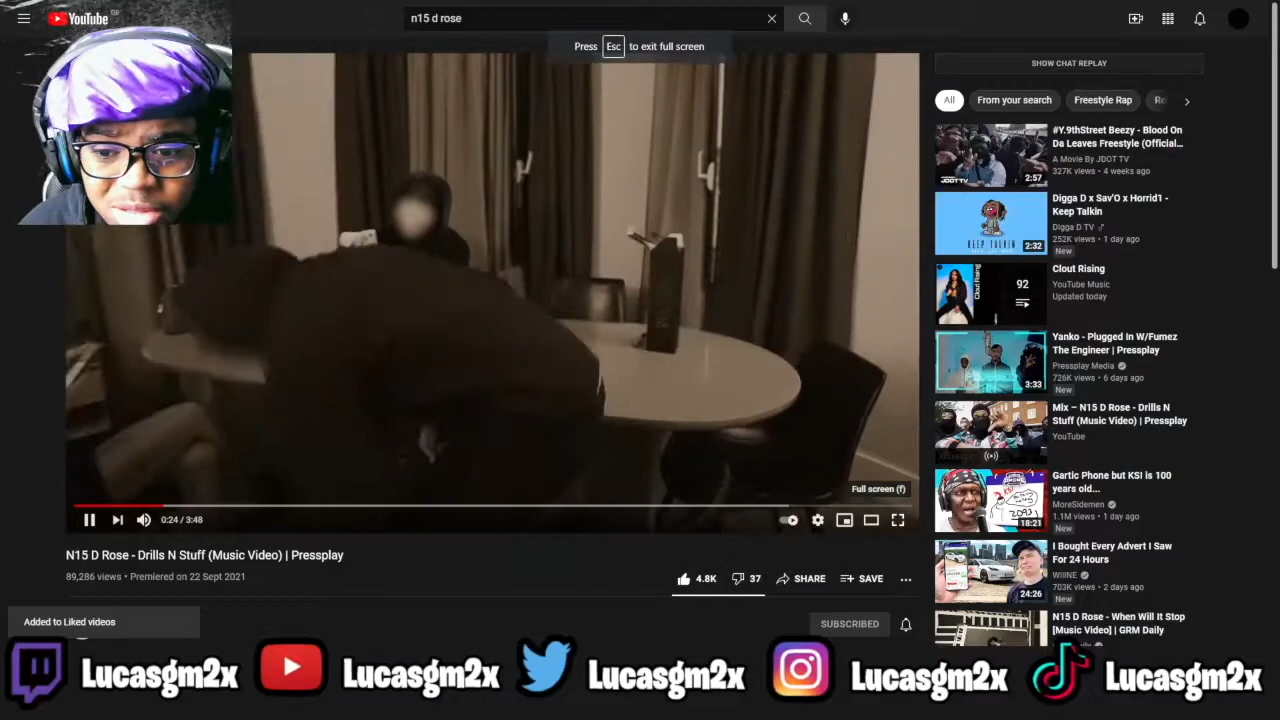 YouTube GB
n15 d rose
Press Esc to exit full screen
SHOW CHAT REPLAY
All
From your search
Freestyle Rap
Re
#Y.9thStreet Beezy - Blood On
Da Leaves Freestyle (Official...
A Movie By JDOT TV
327K views • 4 weeks ago
JDOT TV
2:57
Digga D x Sav'O x Horrid1 -
Keep Talkin
Digga D TV
252K views • 1 day ago
New
KEEP TALKIN
2:32
Clout Rising
YouTube Music
Updated today
Clout Rising
92
Yanko - Plugged In W/Fumez
The Engineer | Pressplay
Pressplay Media
726K views • 6 days ago
New
3:33
Mix – N15 D Rose - Drills N
Stuff (Music Video) | Pressplay
YouTube
Gartic Phone but KSI is 100
years old...
MoreSidemen
1.1M views • 1 day ago
New
18:21
I Bought Every Advert I Saw
For 24 Hours
WIllNE
703K views • 2 days ago
New
24:26
N15 D Rose - When Will It Stop
[Music Video] | GRM Daily
Full screen (f)
0:24 / 3:48
N15 D Rose - Drills N Stuff (Music Video) | Pressplay
89,286 views • Premiered on 22 Sept 2021
4.8K
37
SHARE
SAVE
Added to Liked videos
SUBSCRIBED
Lucasgm2x
Lucasgm2x
Lucasgm2x
Lucasgm2x
Lucasgm2x